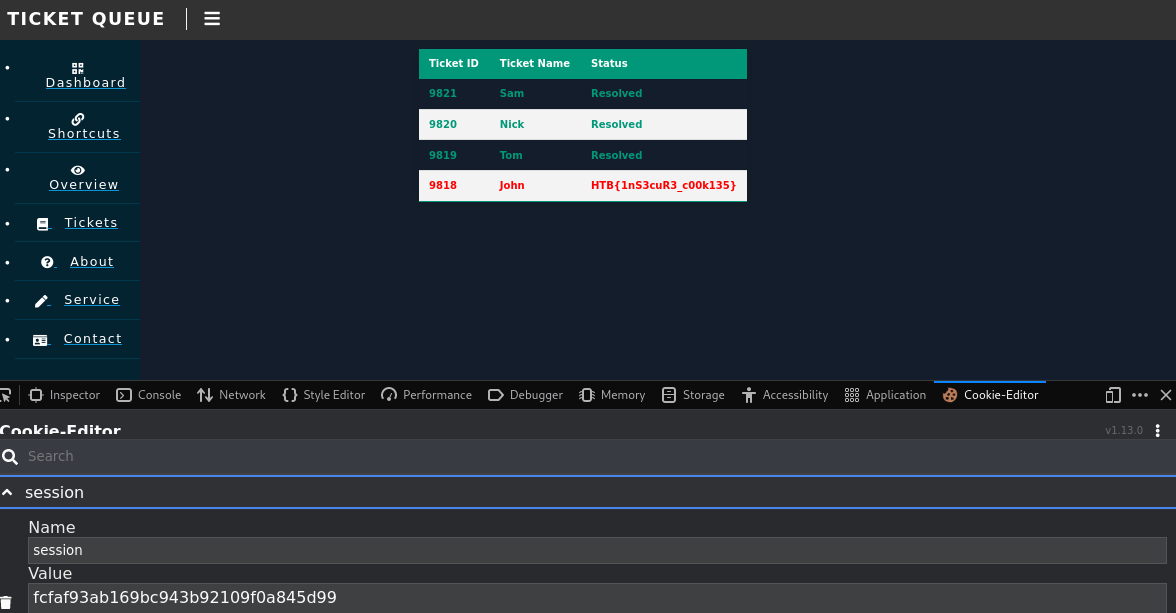 TICKET QUEUE
Dashboard
Shortcuts
Overview
Tickets
About
Service
Contact
Ticket ID Ticket Name Status
9821 Sam Resolved
9820 Nick Resolved
9819 Tom Resolved
9818 John HTB{1nS3cuR3_c00k135}
Inspector Console Network Style Editor Performance Debugger Memory Storage Accessibility Application Cookie-Editor
Cookie-Editor v1.13.0
Search
session
Name
session
Value
fcfaf93ab169bc943b92109f0a845d99